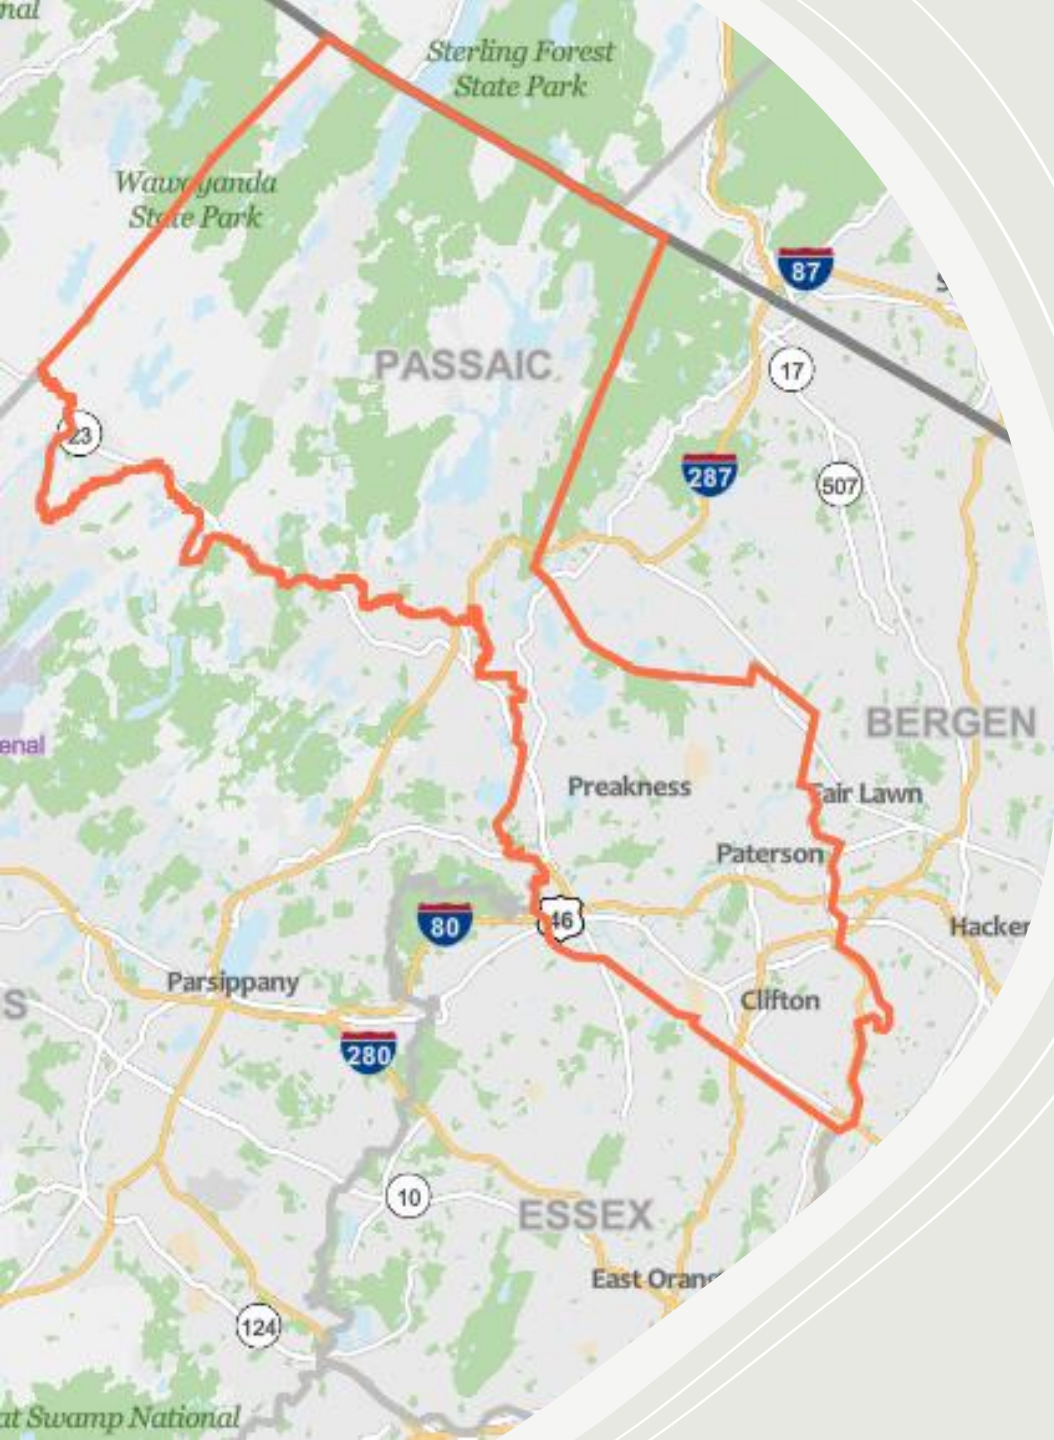 nal
Sterling Forest
State Park
Wawayanda
State Park
87
S
PASSAIC
17
23
287
507
BERGEN
enal
Preakness
Fair Lawn
Paterson
80
46
Hacker
Parsippany
Clifton
S
280
10
ESSEX
East Orang
124
at Swamp National